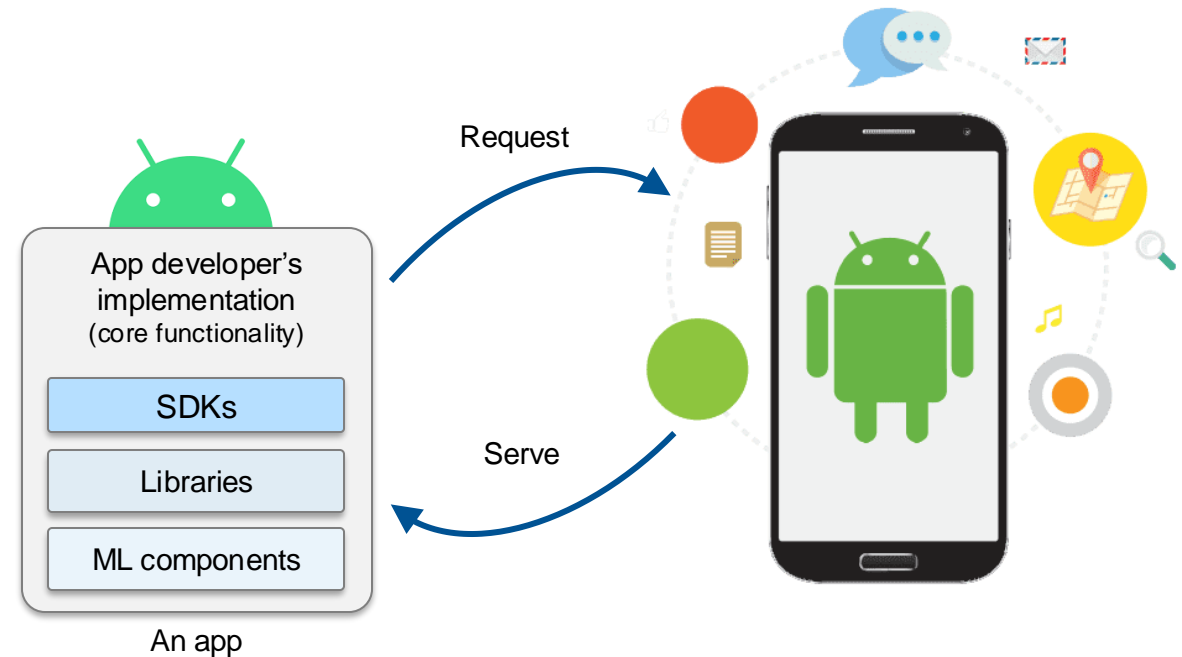 Request
App developer's
implementation
(core functionality)
SDKs
Libraries
ML components
An app
Serve